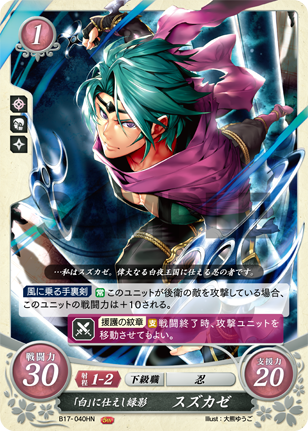 1
…私はスズカゼ。偉大なる白夜王国に仕える忍の者です。
風に乗る手裏剣 常 このユニットが後衛の敵を攻撃している場合、
このユニットの戦闘力は+10される。
援護の紋章 支 戦闘終了時、攻撃ユニットを
移動させてもよい。
戦闘力
30
射程 1-2 下級職 忍
支援力
20
「白」に仕えし緑影 スズカゼ
B17-040HN Illust：大熊ゆうご